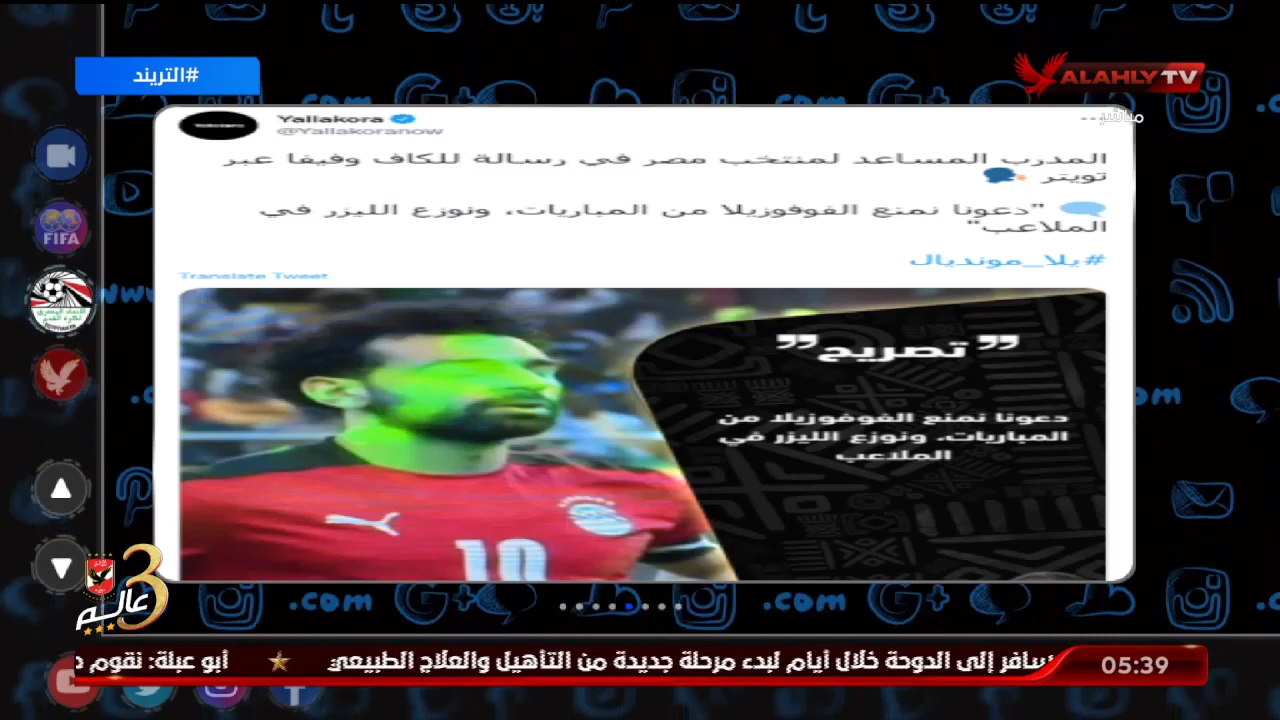 #التريند
ALAHLY TV
مباشر
Yallakora
@Yallakoranow
المدرب المساعد لمنتخب مصر في رسالة للكاف وفيفا عبر
تويتر
"دعونا نمنع الفوفوزيلا من المباريات، ونوزع الليزر في
الملاعب"
#يلا_مونديال
Translate Tweet
"تصريح"
دعونا نمنع الفوفوزيلا من
المباريات، ونوزع الليزر في
الملاعب
10
FIFA
3
عالم
.com
G+
.com
G+
سافر إلى الدوحة خلال أيام لبدء مرحلة جديدة من التأهيل والعلاج الطبيعي
أبو عبلة: نقوم
05:39